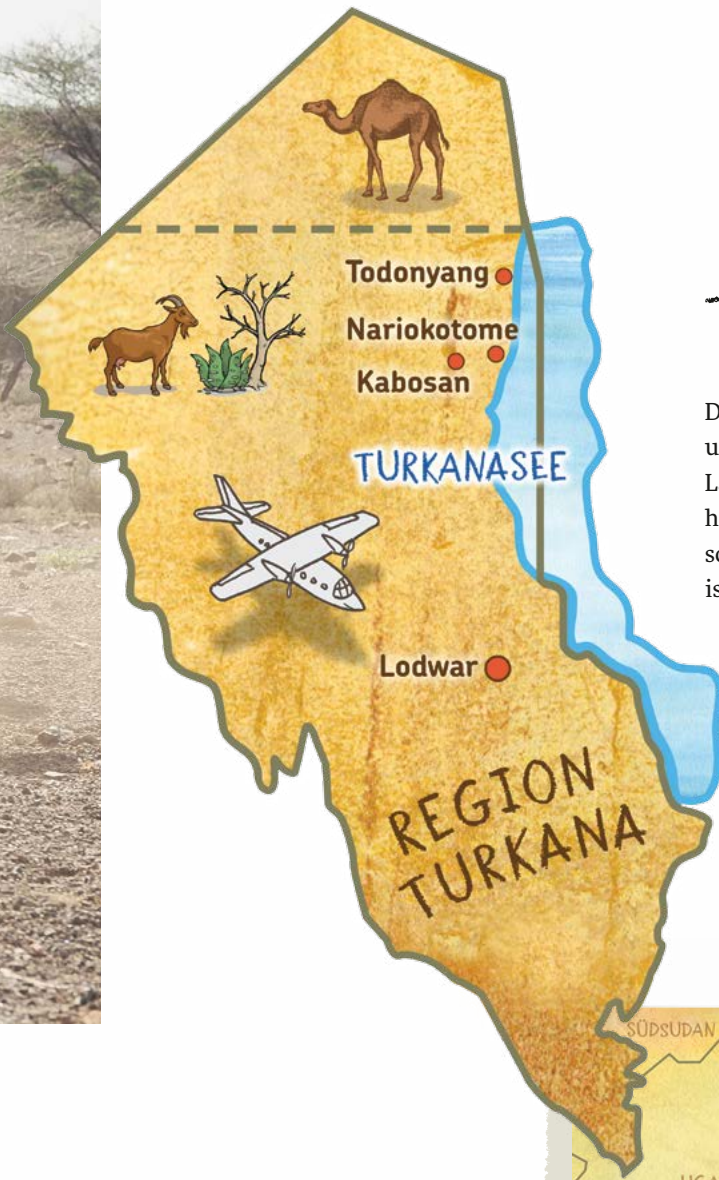 Todonyang
Nariokotome
Kabosan
TURKANASEE
Lodwar
REGION
TURKANA
SÜDSUDAN